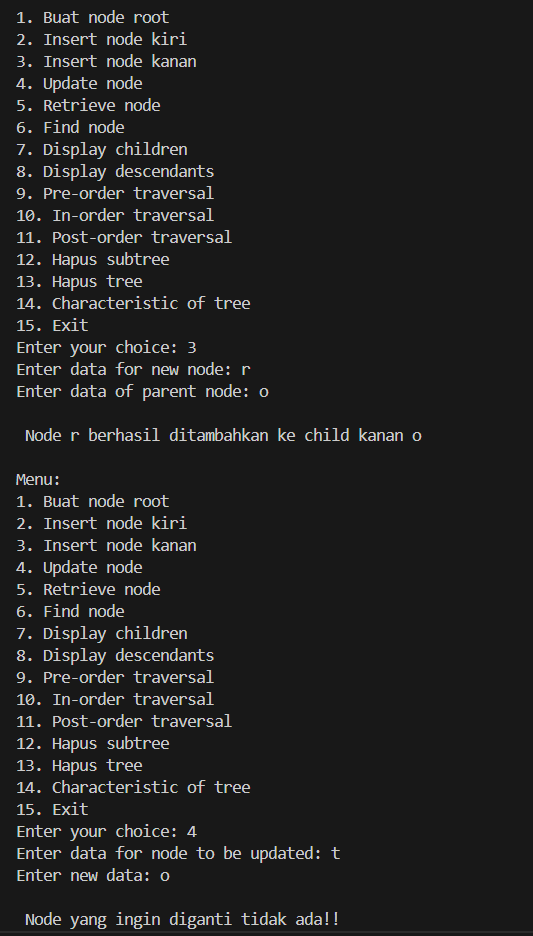 1. Buat node root
2. Insert node kiri
3. Insert node kanan
4. Update node
5. Retrieve node
6. Find node
7. Display children
8. Display descendants
9. Pre-order traversal
10. In-order traversal
11. Post-order traversal
12. Hapus subtree
13. Hapus tree
14. Characteristic of tree
15. Exit
Enter your choice: 3
Enter data for new node: r
Enter data of parent node: o
Node r berhasil ditambahkan ke child kanan o
Menu:
1. Buat node root
2. Insert node kiri
3. Insert node kanan
4. Update node
5. Retrieve node
6. Find node
7. Display children
8. Display descendants
9. Pre-order traversal
10. In-order traversal
11. Post-order traversal
12. Hapus subtree
13. Hapus tree
14. Characteristic of tree
15. Exit
Enter your choice: 4
Enter data for node to be updated: t
Enter new data: o
Node yang ingin diganti tidak ada!!